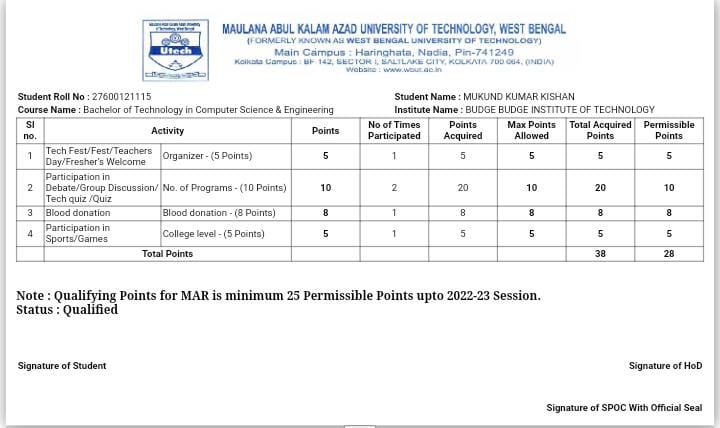 MAULANA ABUL KALAM AZAD UNIVERSITY OF TECHNOLOGY, WEST BENGAL
(FORMERLY KNOWN AS WEST BENGAL UNIVERSITY OF TECHNOLOGY)
Main Campus : Haringhata, Nadia, Pin-741249
Kolkata Campus : BF 142, SECTOR I, SALTLAKE CITY, KOLKATA 700 064, (INDIA)
Website : www.wbut.ac.in
Utech
Student Roll No : 27600121115 Student Name : MUKUND KUMAR KISHAN
Course Name : Bachelor of Technology in Computer Science & Engineering Institute Name : BUDGE BUDGE INSTITUTE OF TECHNOLOGY
Sl no. Activity Points No of Times Participated Points Acquired Max Points Allowed Total Acquired Points Permissible Points
1 Tech Fest/Fest/Teachers Day/Fresher's Welcome Organizer - (5 Points) 5 1 5 5 5 5
2 Participation in Debate/Group Discussion/ Tech quiz /Quiz No. of Programs - (10 Points) 10 2 20 10 20 10
3 Blood donation Blood donation - (8 Points) 8 1 8 8 8 8
4 Participation in Sports/Games College level - (5 Points) 5 1 5 5 5 5
Total Points 38 28
Note : Qualifying Points for MAR is minimum 25 Permissible Points upto 2022-23 Session.
Status : Qualified
Signature of Student Signature of HoD
Signature of SPOC With Official Seal